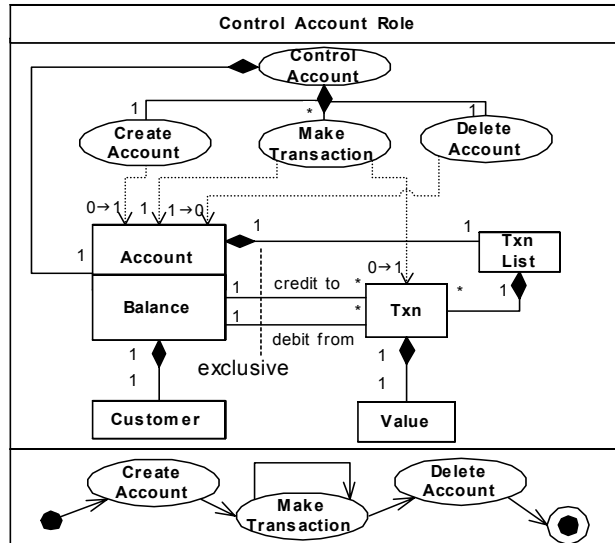 Control Account Role
Control
Account
1
*
1
Create
Account
Make
Transaction
Delete
Account
0→1
1
1→0
1
Account
1
1
Txn
List
0→1
1
Balance
1
credit to
*
Txn
*
1
1
debit from
*
exclusive
1
1
Customer
1
1
Value
Create
Account
Make
Transaction
Delete
Account